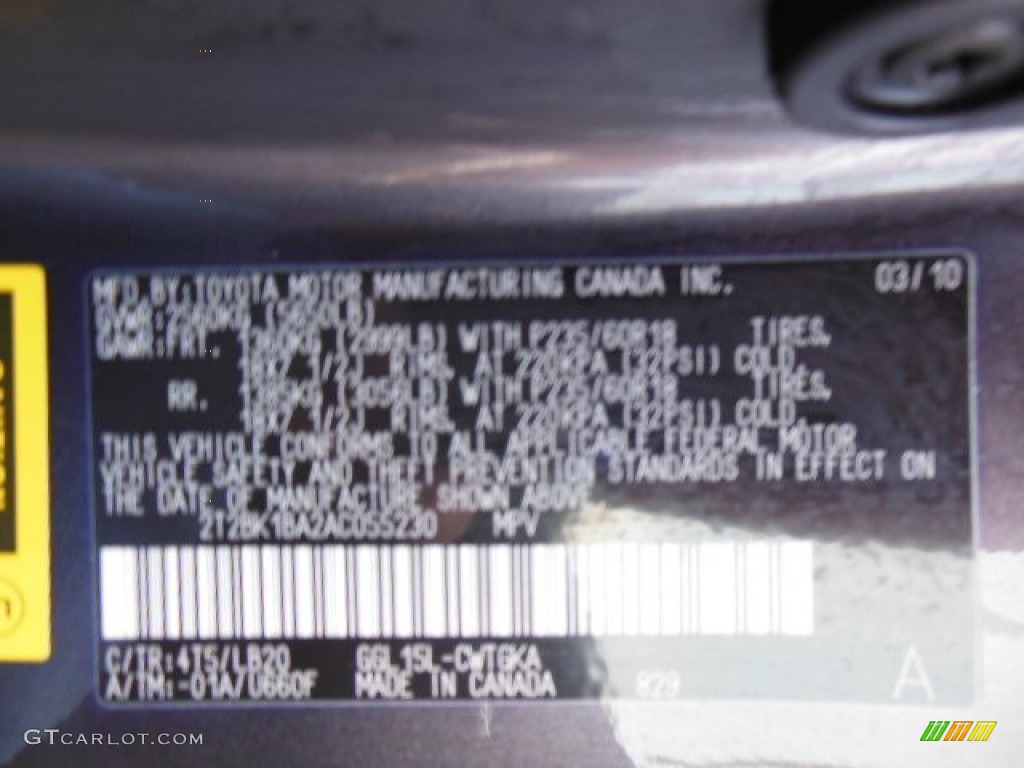 MFD.BY:TOYOTA MOTOR MANUFACTURING CANADA INC. 03/10
GVWR:2560KG (5650LB)
GAWR:FRT. 1360KG (2999LB) WITH P235/60R18 TIRES,
18X7 1/2J RIMS, AT 220KPA (32PSI) COLD,
RR. KG LB) WITH P235/60R18 TIRES,
18X7 1/2J RIMS, AT 220KPA (32PSI) COLD,
THIS VEHICLE CONFORMS TO ALL APPLICABLE FEDERAL MOTOR
VEHICLE SAFETY AND THEFT PREVENTION STANDARDS IN EFFECT ON
THE DATE OF MANUFACTURE SHOWN ABOVE.
2T2BK1BA2AC055230 MPV
C/TR:4T5/LB20 GGL15L-CWTGKA
A/TM:-01A/U660F MADE IN CANADA 829 A
GTCARLOT.COM